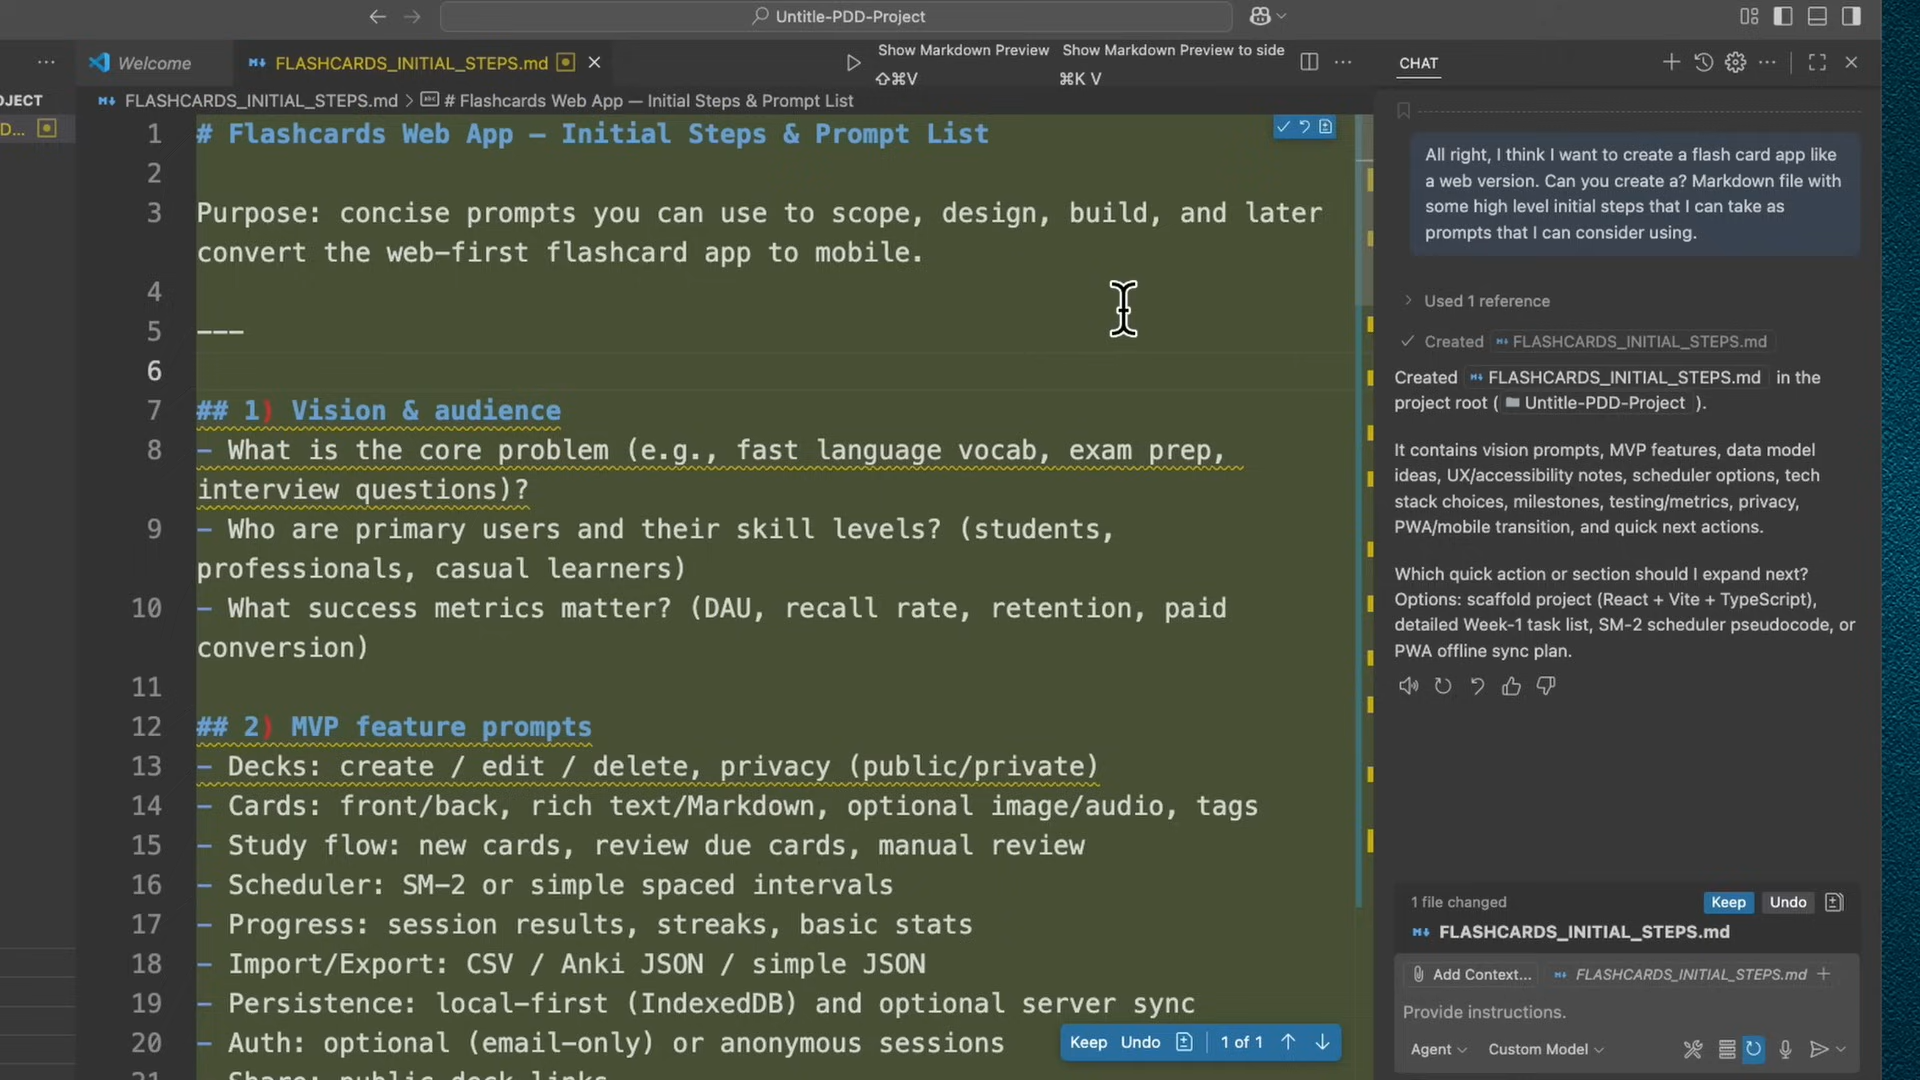 Untitle-PDD-Project
Welcome
FLASHCARDS_INITIAL_STEPS.md
Show Markdown Preview
⇧⌘V
Show Markdown Preview to side
⌘K V
CHAT
OJECT
D...
FLASHCARDS_INITIAL_STEPS.md > # Flashcards Web App — Initial Steps & Prompt List
1 # Flashcards Web App — Initial Steps & Prompt List
2
3 Purpose: concise prompts you can use to scope, design, build, and later
convert the web-first flashcard app to mobile.
4
5 ---
6
7 ## 1) Vision & audience
8 - What is the core problem (e.g., fast language vocab, exam prep,
interview questions)?
9 - Who are primary users and their skill levels? (students,
professionals, casual learners)
10 - What success metrics matter? (DAU, recall rate, retention, paid
conversion)
11
12 ## 2) MVP feature prompts
13 - Decks: create / edit / delete, privacy (public/private)
14 - Cards: front/back, rich text/Markdown, optional image/audio, tags
15 - Study flow: new cards, review due cards, manual review
16 - Scheduler: SM-2 or simple spaced intervals
17 - Progress: session results, streaks, basic stats
18 - Import/Export: CSV / Anki JSON / simple JSON
19 - Persistence: local-first (IndexedDB) and optional server sync
20 - Auth: optional (email-only) or anonymous sessions
21 - Share: public deck links
Keep Undo 1 of 1
All right, I think I want to create a flash card app like
a web version. Can you create a? Markdown file with
some high level initial steps that I can take as
prompts that I can consider using.
Used 1 reference
Created FLASHCARDS_INITIAL_STEPS.md
Created FLASHCARDS_INITIAL_STEPS.md in the
project root ( Untitle-PDD-Project ).
It contains vision prompts, MVP features, data model
ideas, UX/accessibility notes, scheduler options, tech
stack choices, milestones, testing/metrics, privacy,
PWA/mobile transition, and quick next actions.
Which quick action or section should I expand next?
Options: scaffold project (React + Vite + TypeScript),
detailed Week-1 task list, SM-2 scheduler pseudocode, or
PWA offline sync plan.
1 file changed Keep Undo
FLASHCARDS_INITIAL_STEPS.md
Add Context... FLASHCARDS_INITIAL_STEPS.md
Provide instructions.
Agent Custom Model